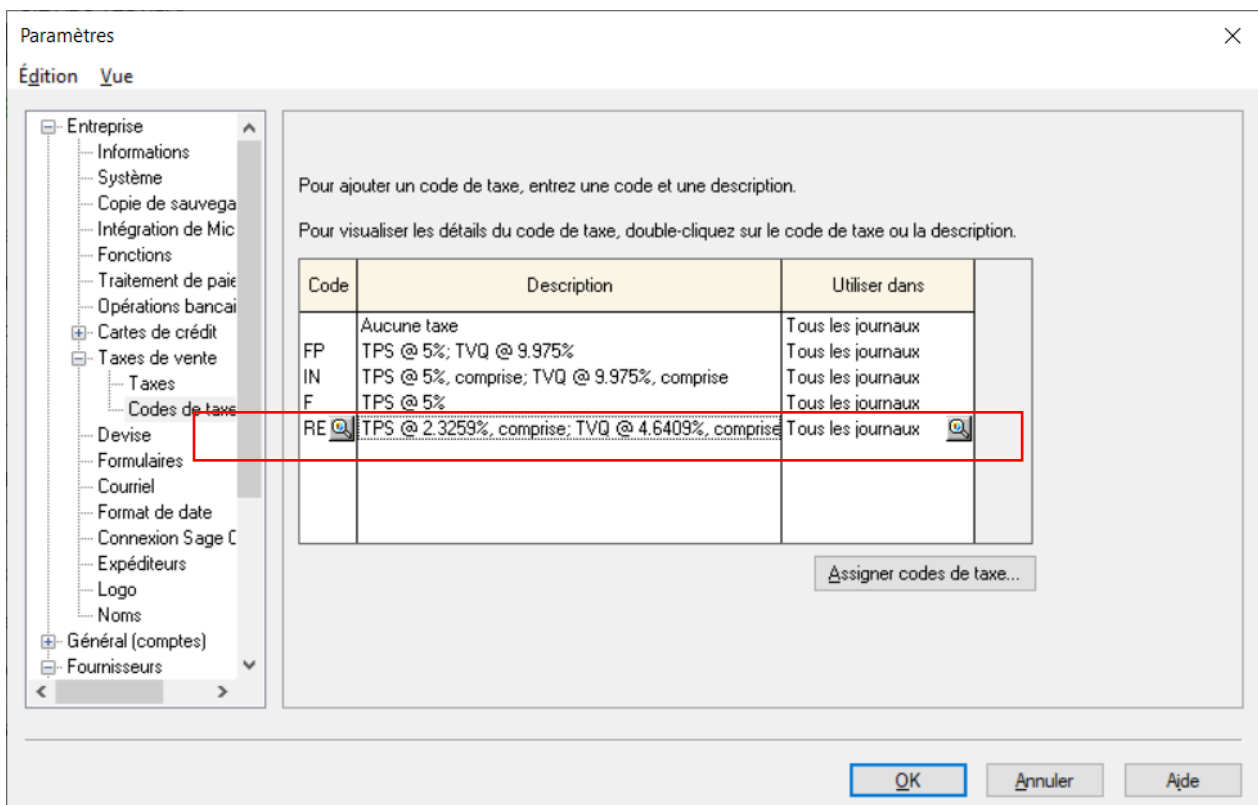 Paramètres
Édition Vue
Entreprise
Informations
Système
Copie de sauvega
Intégration de Mic
Fonctions
Traitement de paie
Opérations bancai
Cartes de crédit
Taxes de vente
Taxes
Codes de taxe
Devise
Formulaires
Courriel
Format de date
Connexion Sage C
Expéditeurs
Logo
Noms
Général (comptes)
Fournisseurs
Pour ajouter un code de taxe, entrez une code et une description.
Pour visualiser les détails du code de taxe, double-cliquez sur le code de taxe ou la description.
Code Description Utiliser dans
Aucune taxe Tous les journaux
FP TPS @ 5%; TVQ @ 9.975% Tous les journaux
IN TPS @ 5%, comprise; TVQ @ 9.975%, comprise Tous les journaux
F TPS @ 5% Tous les journaux
RE TPS @ 2.3259%, comprise; TVQ @ 4.6409%, comprise Tous les journaux
Assigner codes de taxe...
OK Annuler Aide